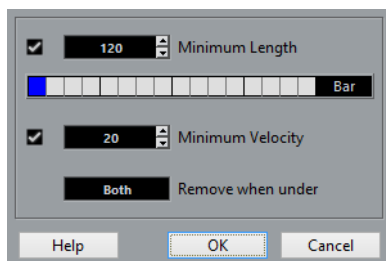 120 Minimum Length
Bar
20 Minimum Velocity
Both Remove when under
Help OK Cancel